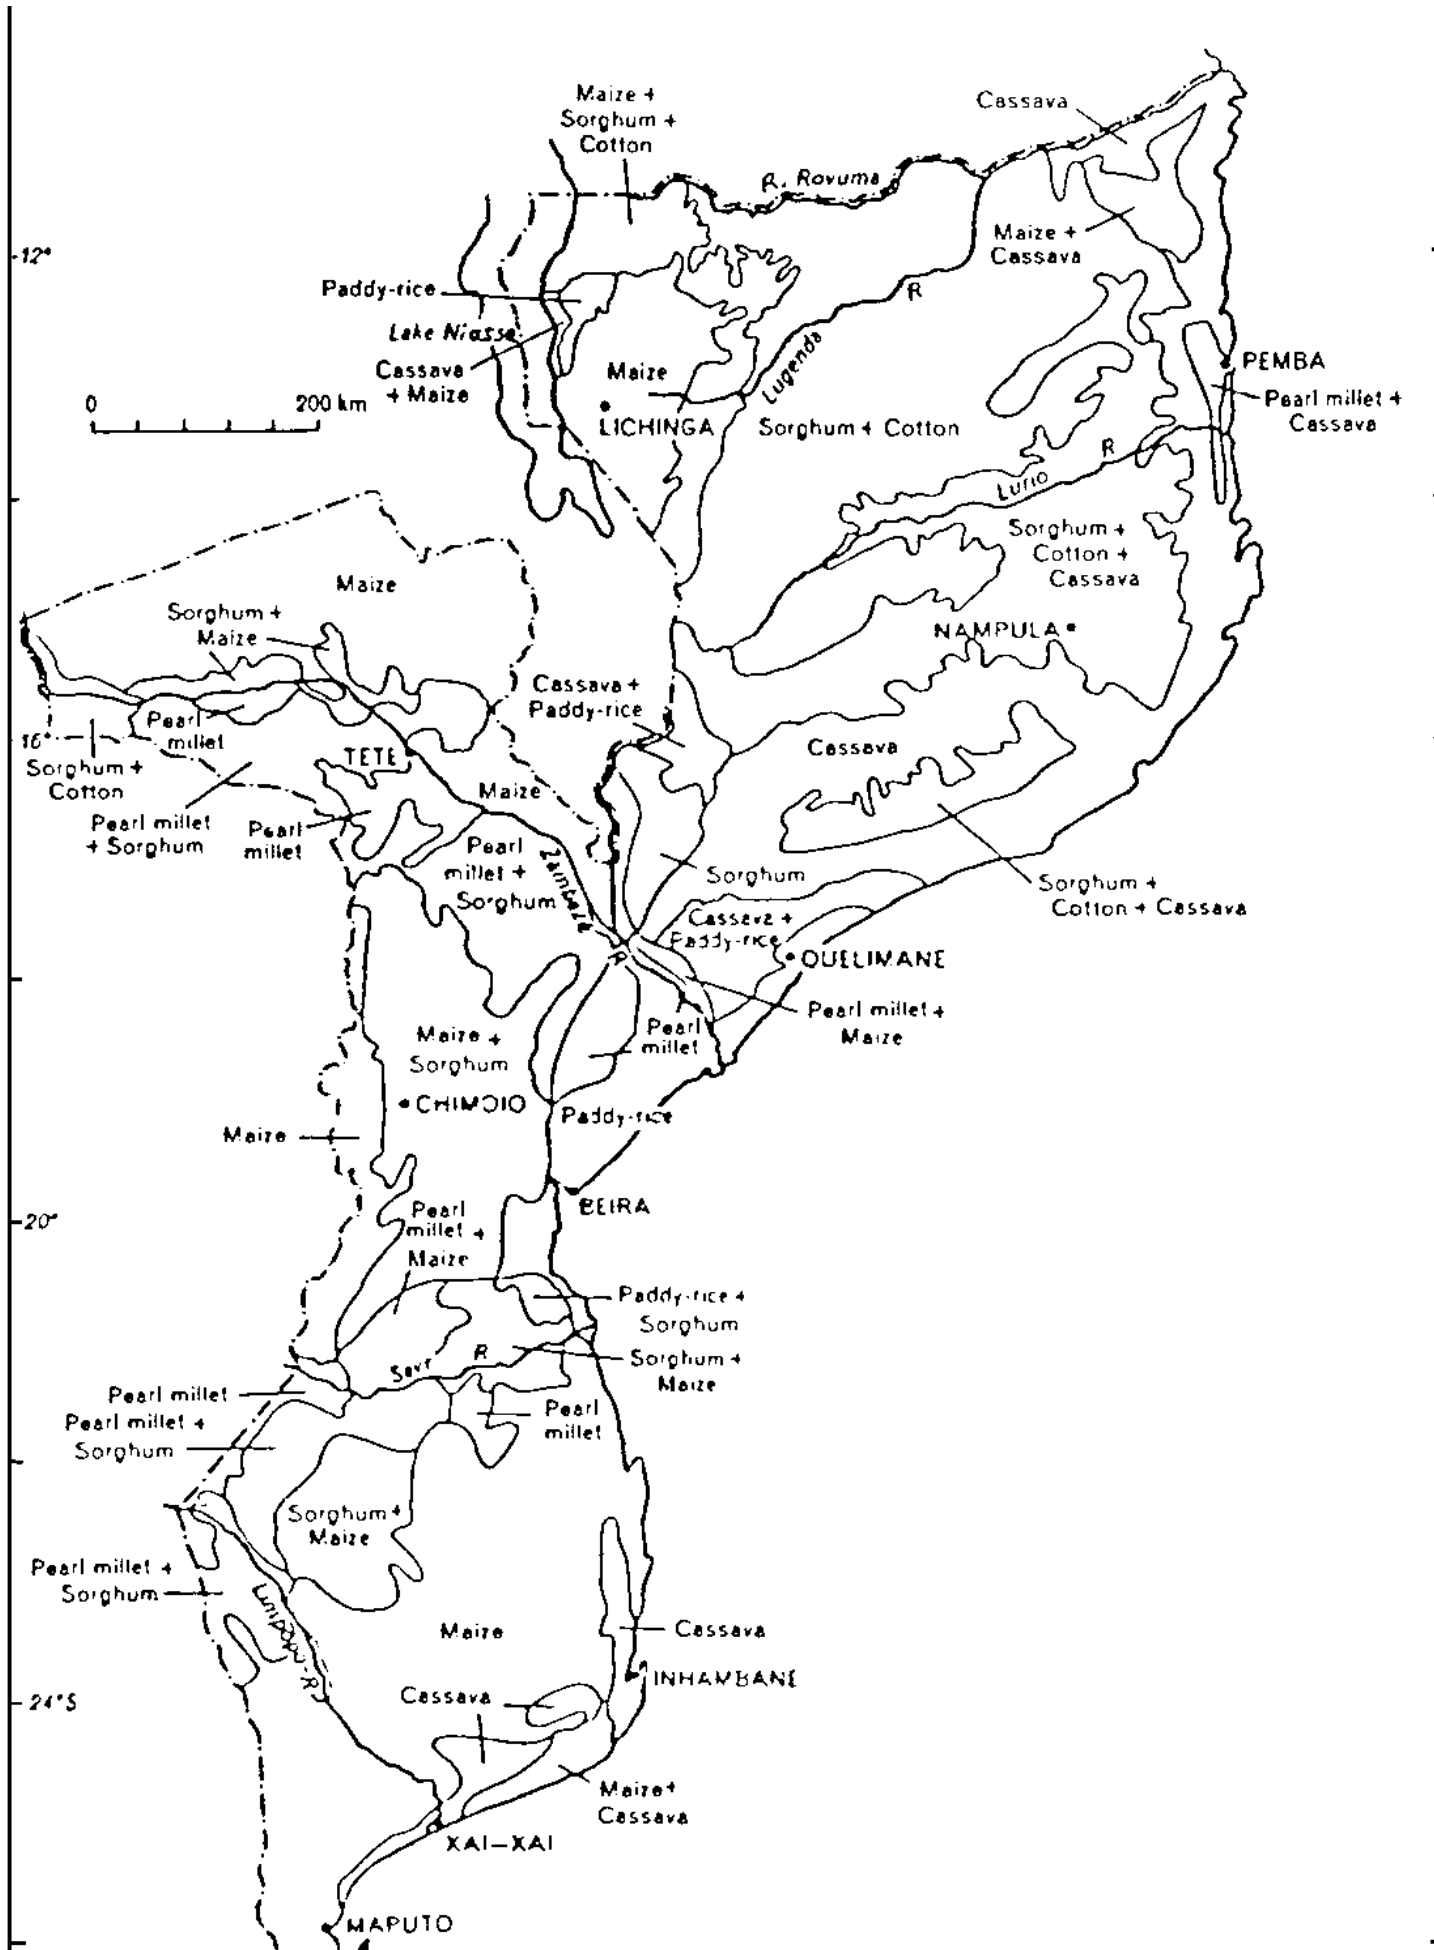 Maize +
Sorghum +
Cotton
Cassava
R. Rovuma
Maize +
Cassava
12°
Paddy-rice
Lake Niassa
Cassava
+ Maize
Maize
Lugenda
R
PEMBA
Pearl millet +
Cassava
0 200 km
LICHINGA
Sorghum + Cotton
Lurio
R
Sorghum +
Cotton +
Cassava
Maize
Sorghum +
Maize
NAMPULA
Cassava +
Paddy-rice
Pearl
millet
16°
TETE
Cassava
Sorghum +
Cotton
Maize
Pearl millet
+ Sorghum
Pearl
millet
Pearl
millet +
Sorghum
Zambeze
R
Sorghum
Sorghum +
Cotton + Cassava
Cassava +
Paddy-rice
QUELIMANE
Pearl millet +
Maize
Pearl
millet
Maize +
Sorghum
CHIMOIO
Paddy-rice
Maize
BEIRA
Pearl
millet +
Maize
20°
Paddy-rice +
Sorghum
Save
R
Sorghum +
Maize
Pearl millet
Pearl millet +
Sorghum
Pearl
millet
Sorghum +
Maize
Pearl millet +
Sorghum
Limpopo R
Maize
Cassava
INHAMBANE
24°S
Cassava
Maize +
Cassava
XAI–XAI
MAPUTO